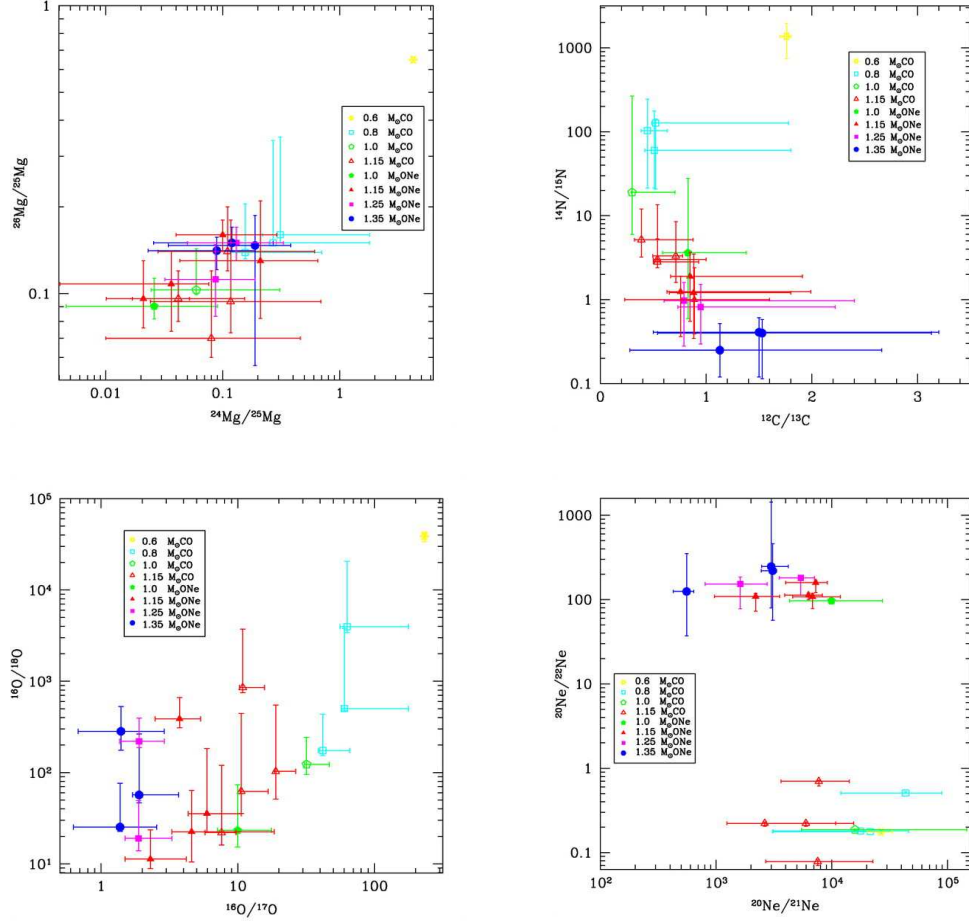 1
0.1
0.01
0.1
1
²⁶Mg/²⁵Mg
²⁴Mg/²⁵Mg
0.6 M⊙CO
0.8 M⊙CO
1.0 M⊙CO
1.15 M⊙CO
1.0 M⊙ONe
1.15 M⊙ONe
1.25 M⊙ONe
1.35 M⊙ONe
1000
100
10
1
0.1
0
1
2
3
¹⁴N/¹⁵N
¹²C/¹³C
0.6 M⊙CO
0.8 M⊙CO
1.0 M⊙CO
1.15 M⊙CO
1.0 M⊙ONe
1.15 M⊙ONe
1.25 M⊙ONe
1.35 M⊙ONe
10⁵
10⁴
10³
10²
10¹
1
10
100
¹⁶O/¹⁸O
¹⁶O/¹⁷O
0.6 M⊙CO
0.8 M⊙CO
1.0 M⊙CO
1.15 M⊙CO
1.0 M⊙ONe
1.15 M⊙ONe
1.25 M⊙ONe
1.35 M⊙ONe
1000
100
10
1
0.1
10²
10³
10⁴
10⁵
²⁰Ne/²²Ne
²⁰Ne/²¹Ne
0.6 M⊙CO
0.8 M⊙CO
1.0 M⊙CO
1.15 M⊙CO
1.0 M⊙ONe
1.15 M⊙ONe
1.25 M⊙ONe
1.35 M⊙ONe